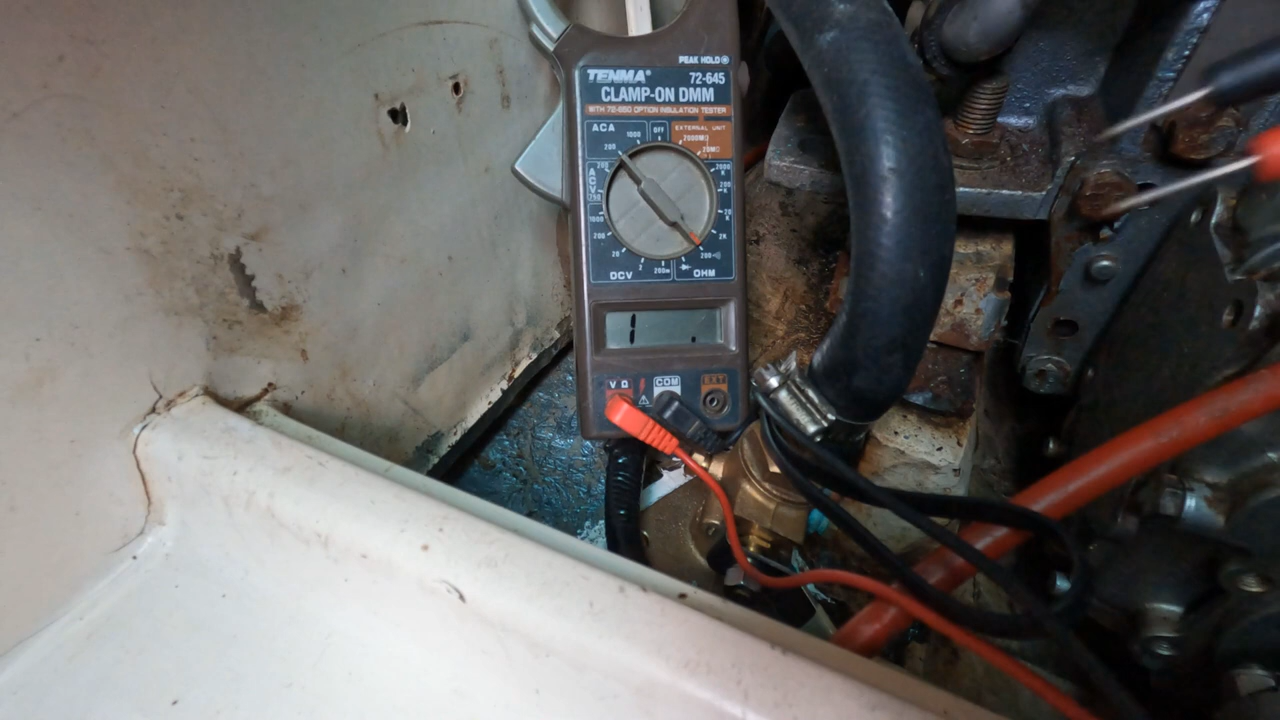 PEAK HOLD
TENMA® 72-645
CLAMP-ON DMM
WITH 72-650 OPTION INSULATION TESTER
ACA 1000 OFF EXTERNAL UNIT
200 2000MΩ
20MΩ
200 2000
ACV K
200
K
750
1000 20
K
200 2K
20 200
2 200m
DCV OHM
1 .
V Ω COM EXT